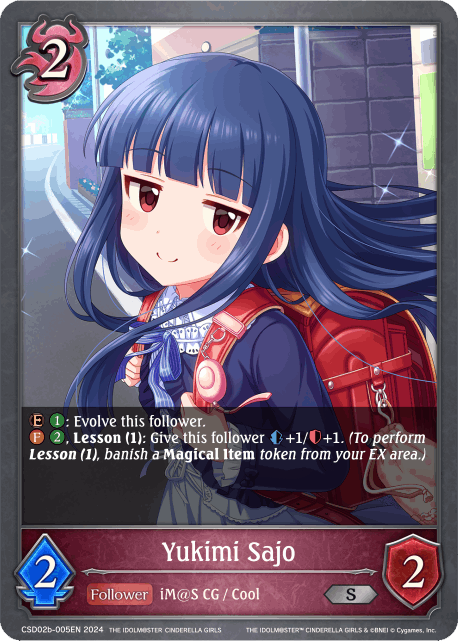 2
E 1: Evolve this follower.
F 2, Lesson (1): Give this follower +1/+1. (To perform
Lesson (1), banish a Magical Item token from your EX area.)
Yukimi Sajo
2
Follower iM@S CG / Cool
S
2
CSD02b-005EN 2024 THE IDOLM@STER CINDERELLA GIRLS THE IDOLM@STER™ CINDERELLA GIRLS & ©BNEI © Cygames, Inc.